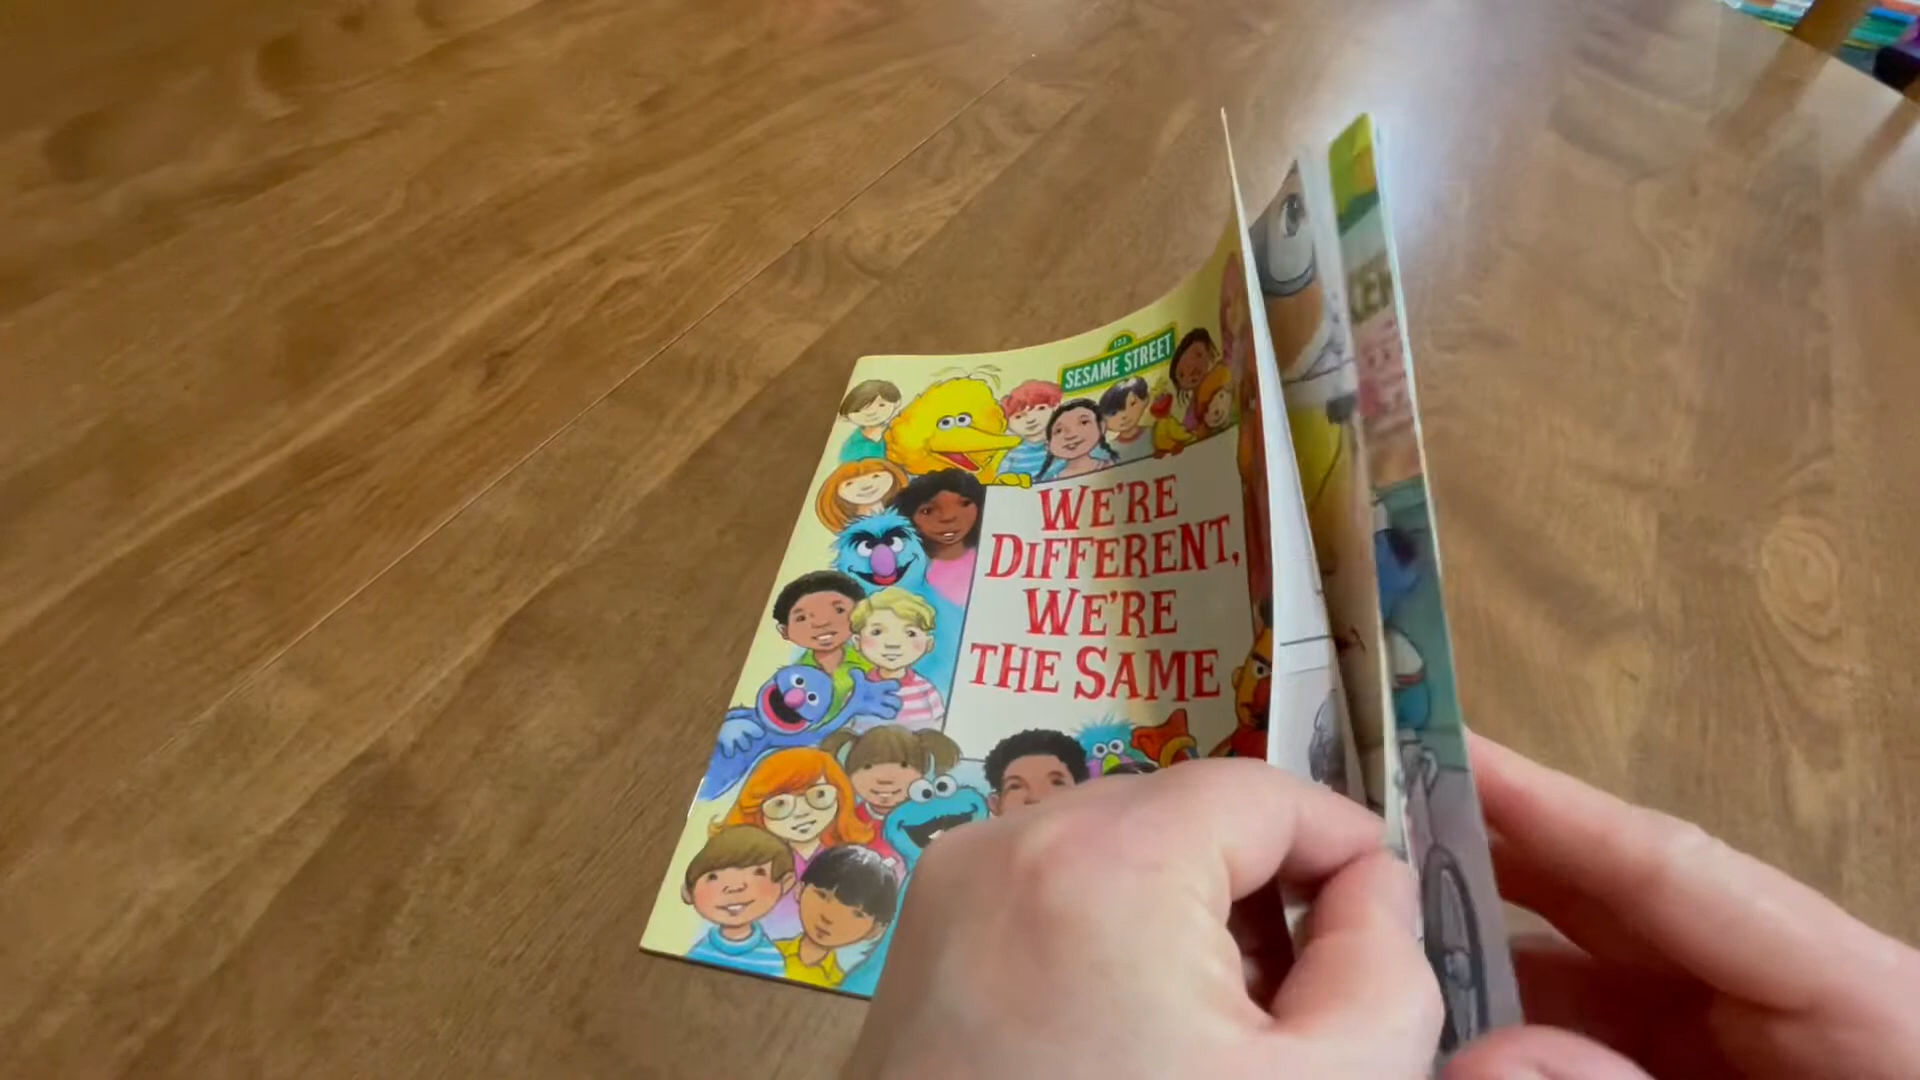 123
SESAME STREET
WE'RE
DIFFERENT,
WE'RE
THE SAME